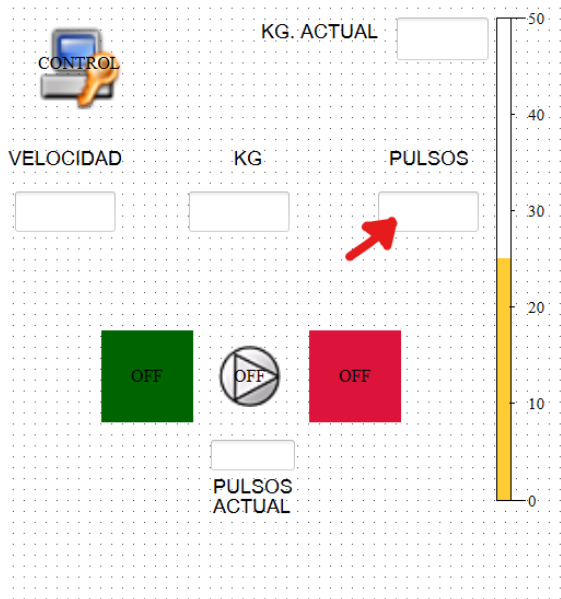 KG. ACTUAL
50
CONTROL
40
VELOCIDAD
KG
PULSOS
30
20
OFF
OFF
OFF
10
PULSOS
ACTUAL
0